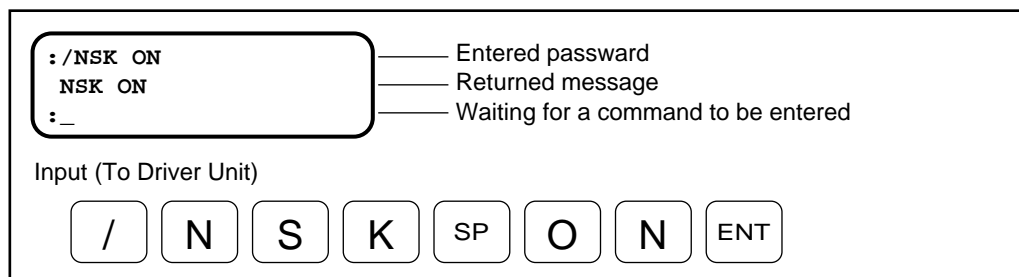 :/NSK ON
Entered passward
NSK ON
Returned message
:_
Waiting for a command to be entered
Input (To Driver Unit)
/ N S K SP O N ENT